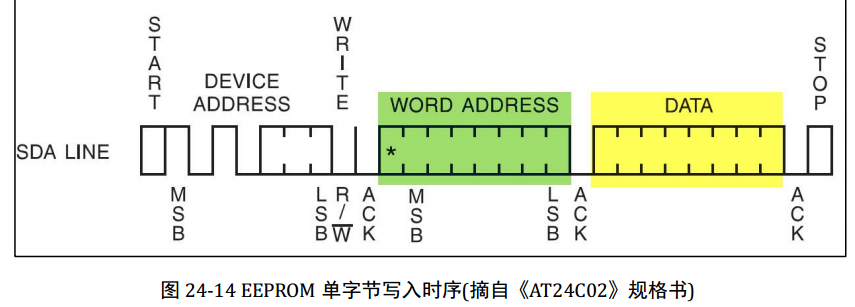 START
WRITE
STOP
DEVICE
ADDRESS
WORD ADDRESS
DATA
SDA LINE
*
MSB
LSB
R/W
ACK
MSB
LSB
ACK
ACK
图 24-14 EEPROM 单字节写入时序(摘自《AT24C02》规格书)